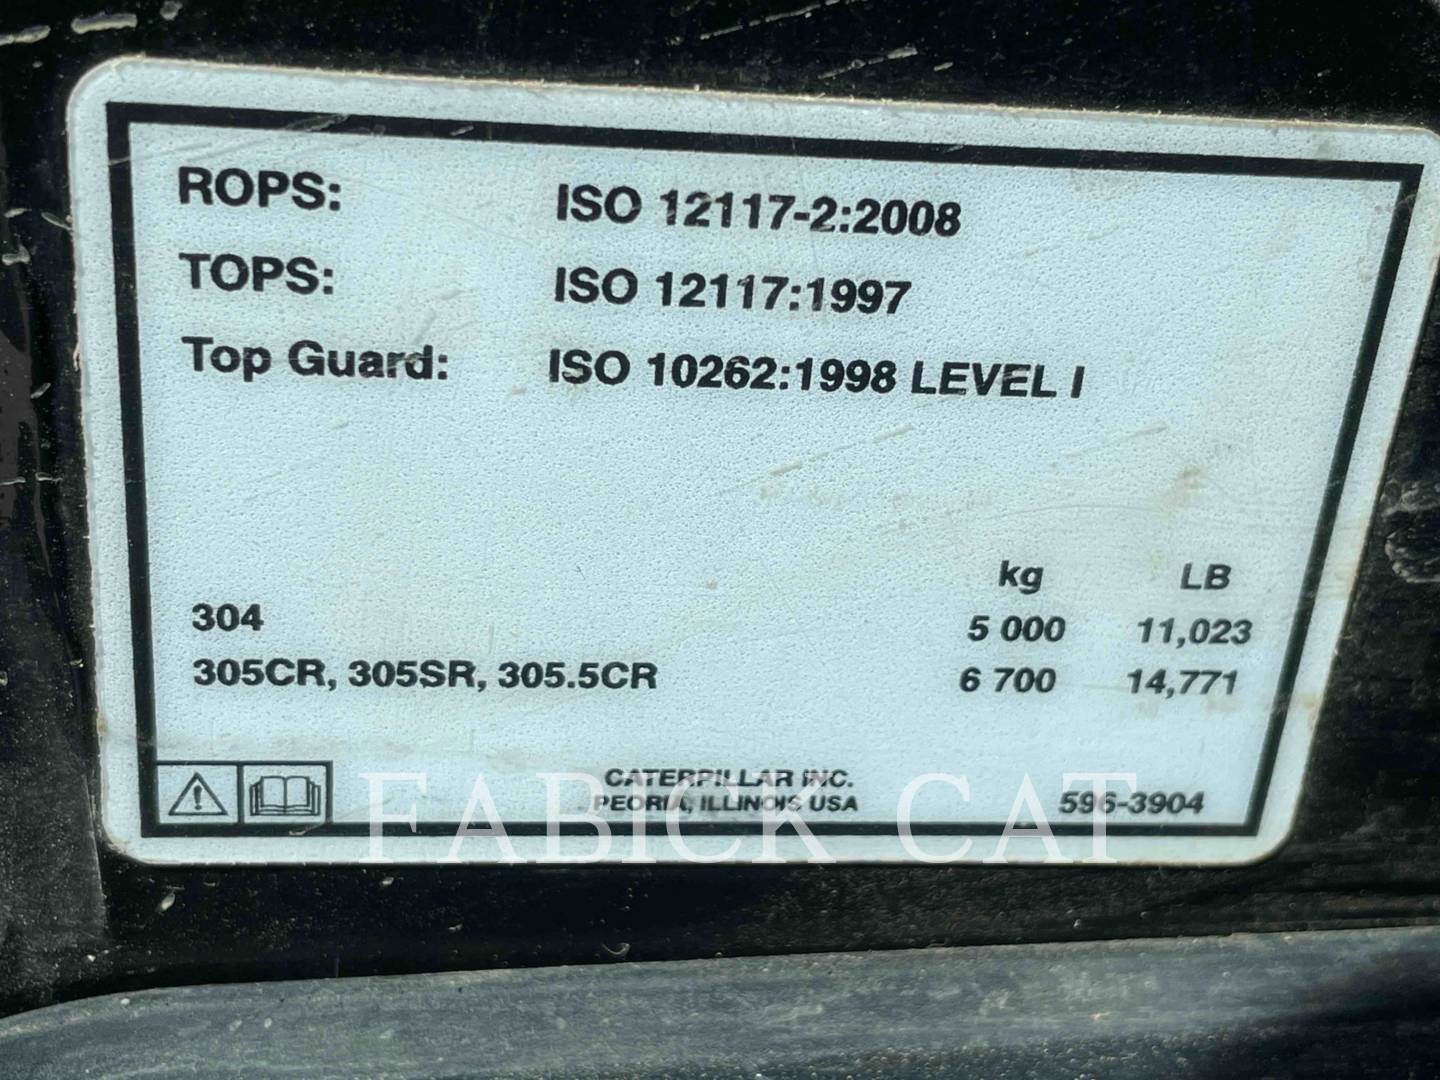 ROPS: ISO 12117-2:2008
TOPS: ISO 12117:1997
Top Guard: ISO 10262:1998 LEVEL I
kg LB
304 5 000 11,023
305CR, 305SR, 305.5CR 6 700 14,771
CATERPILLAR INC.
PEORIA, ILLINOIS USA 596-3904
FABICK CAT